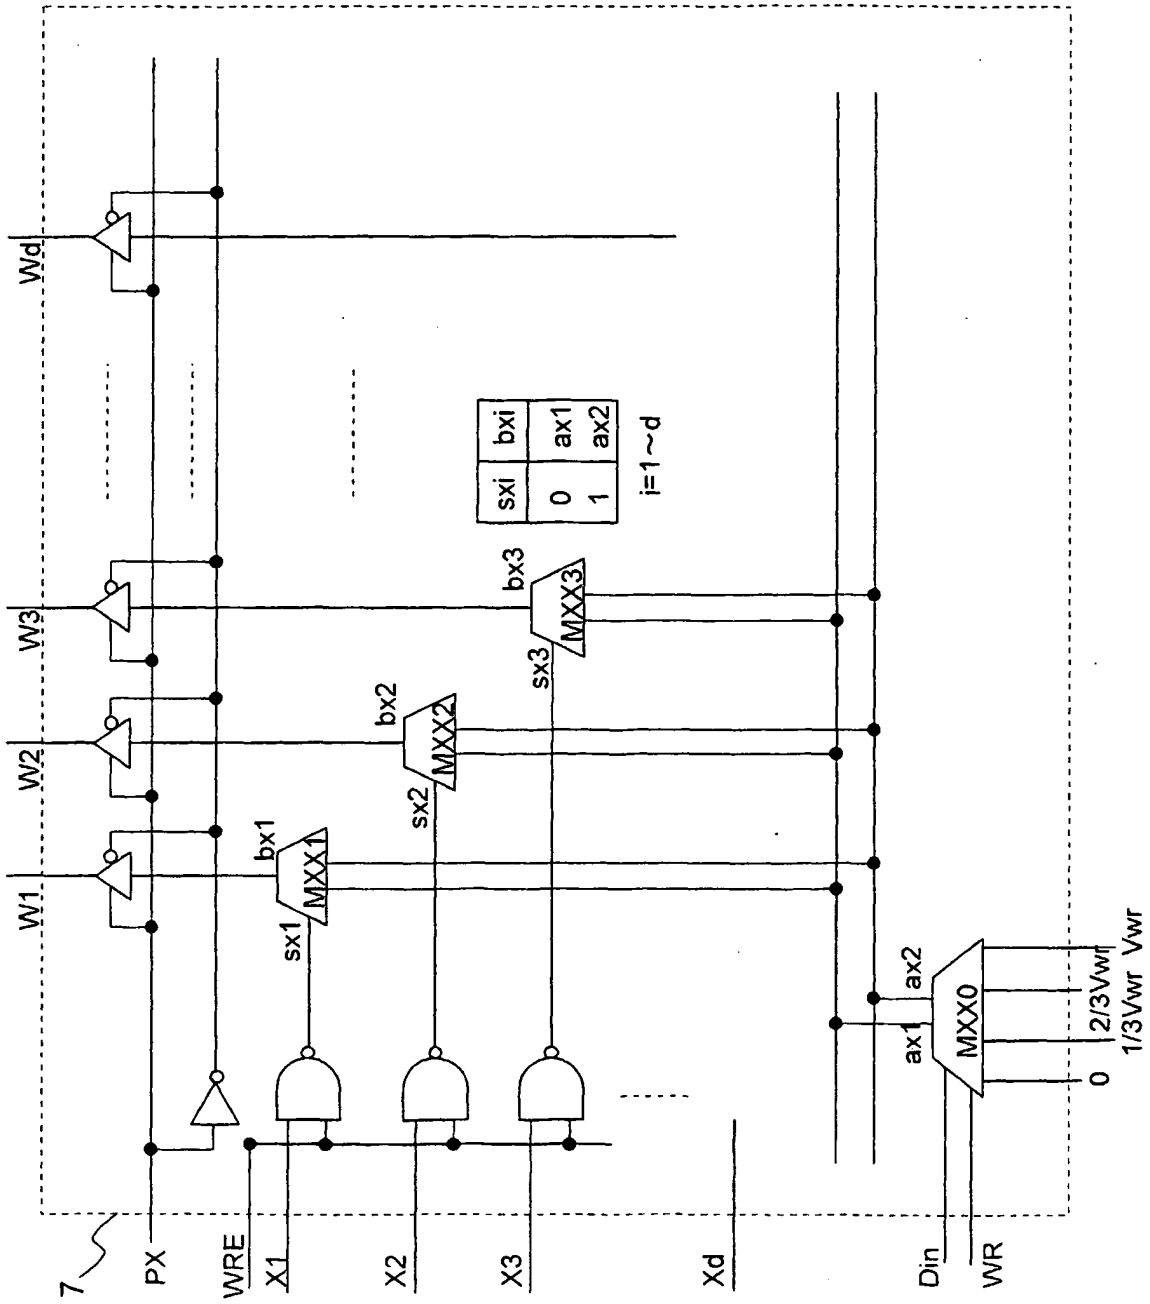 W1
W2
W3
Wd
bx1
MXX1
sx1
bx2
MXX2
sx2
bx3
MXX3
sx3
sxi bxi
0 ax1
1 ax2
i=1~d
7
PX
WRE
X1
X2
X3
Xd
Din
WR
ax1
ax2
MXX0
0
1/3Vwr
2/3Vwr
Vwr